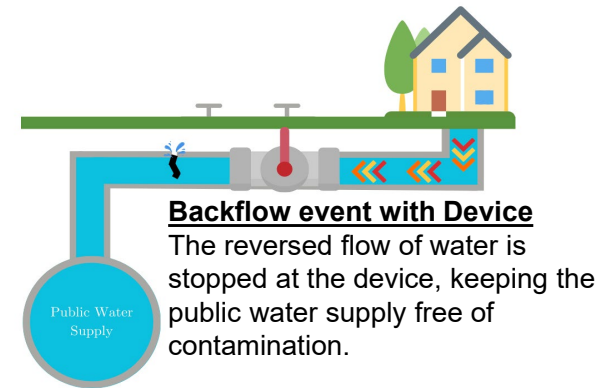 Backflow event with Device
The reversed flow of water is
stopped at the device, keeping the
public water supply free of
contamination.
Public Water
Supply